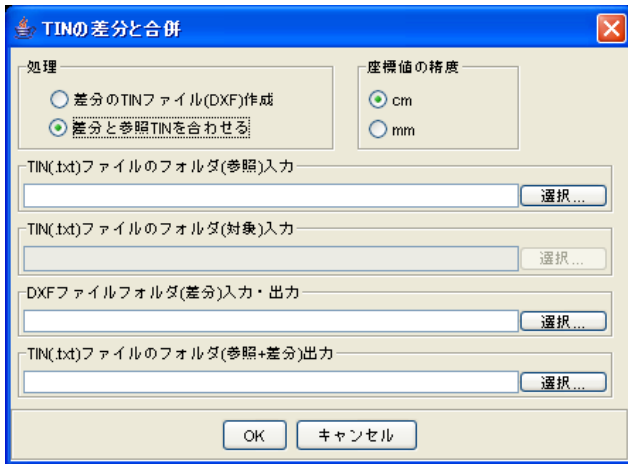 TINの差分と合併
処理
差分のTINファイル(DXF)作成
差分と参照TINを合わせる
座標値の精度
cm
mm
TIN(.txt)ファイルのフォルダ(参照)入力
選択...
TIN(.txt)ファイルのフォルダ(対象)入力
選択...
DXFファイルフォルダ(差分)入力・出力
選択...
TIN(.txt)ファイルのフォルダ(参照+差分)出力
選択...
OK キャンセル